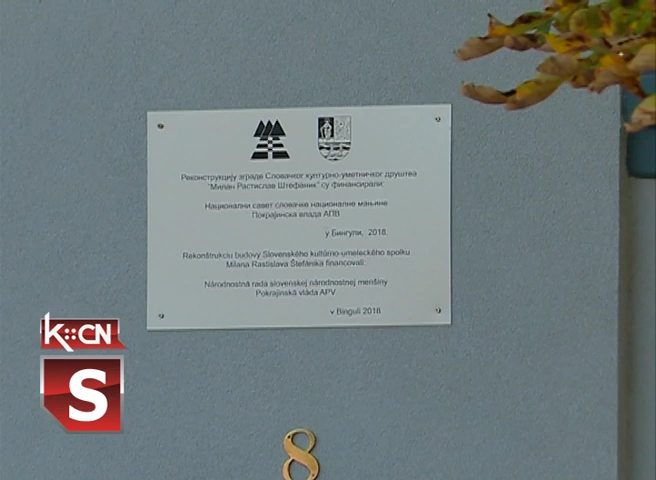 Реконструкцију зграде Словачког културно-уметничког друштва
"Милан Растислав Штефаник" су финансирали:
Национални савет словачке националне мањине
Покрајинска влада АПВ
у Бингули, 2018.
Rekonštrukciu budovy Slovenského kultúrno-umeleckého spolku
Milana Rastislava Štefánika financovali:
Národnostná rada slovenskej národnostnej menšiny
Pokrajinská vláda APV
v Binguli 2018
K::CN
S
8